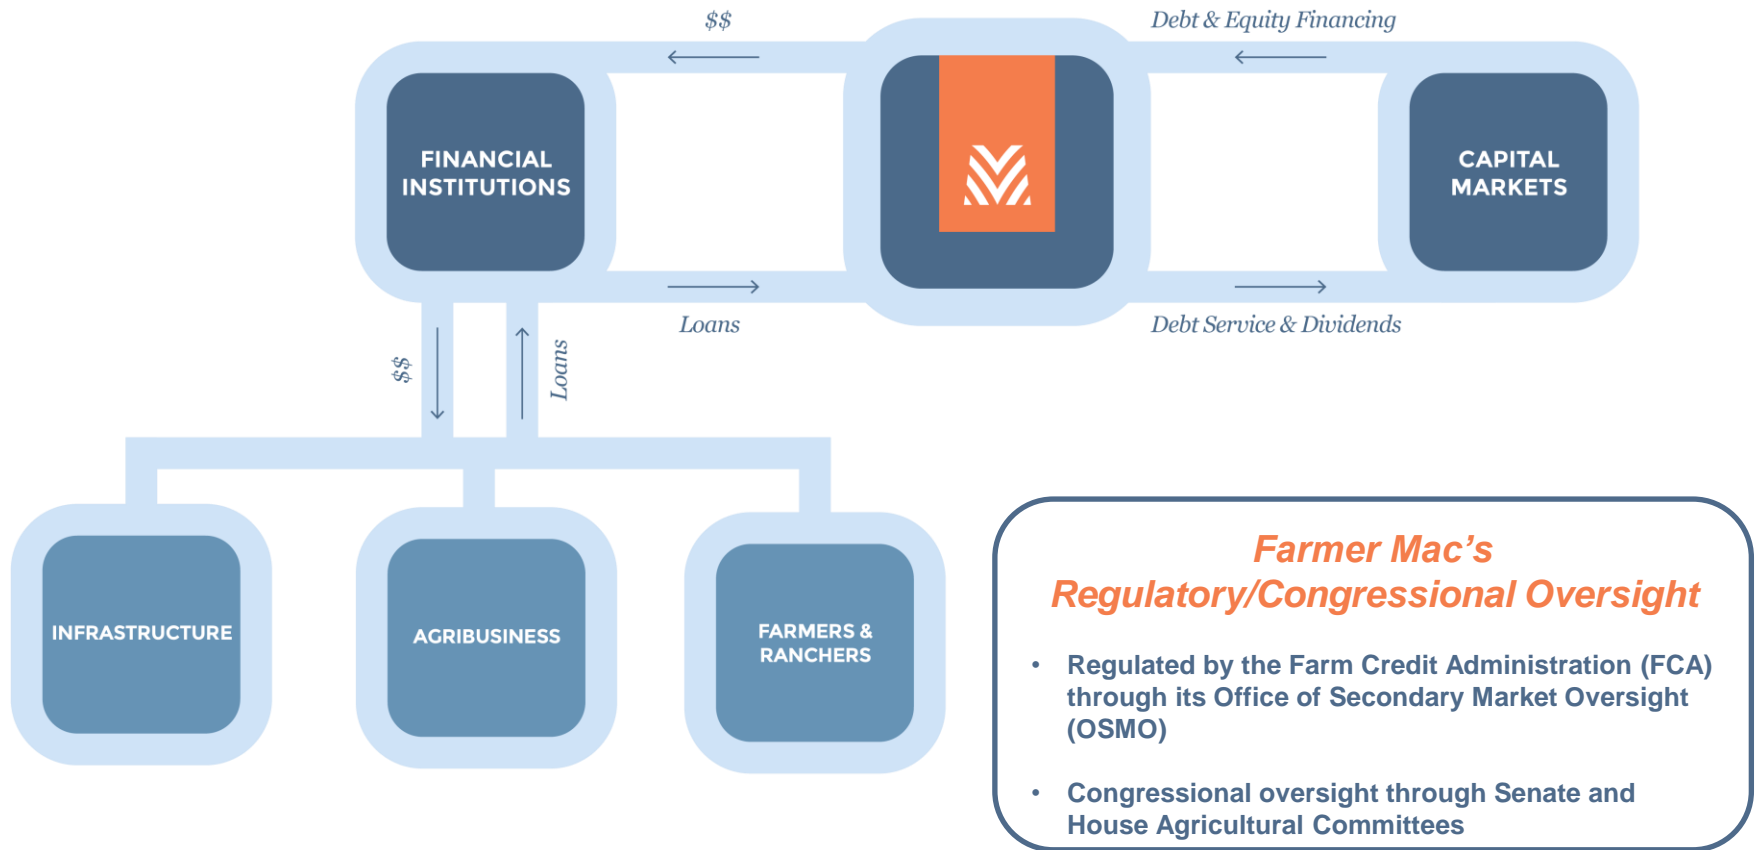 $$
Debt & Equity Financing
FINANCIAL
INSTITUTIONS
CAPITAL
MARKETS
Loans
Debt Service & Dividends
$$
Loans
INFRASTRUCTURE
AGRIBUSINESS
FARMERS &
RANCHERS
Farmer Mac’s
Regulatory/Congressional Oversight
• Regulated by the Farm Credit Administration (FCA)
through its Office of Secondary Market Oversight
(OSMO)
• Congressional oversight through Senate and
House Agricultural Committees